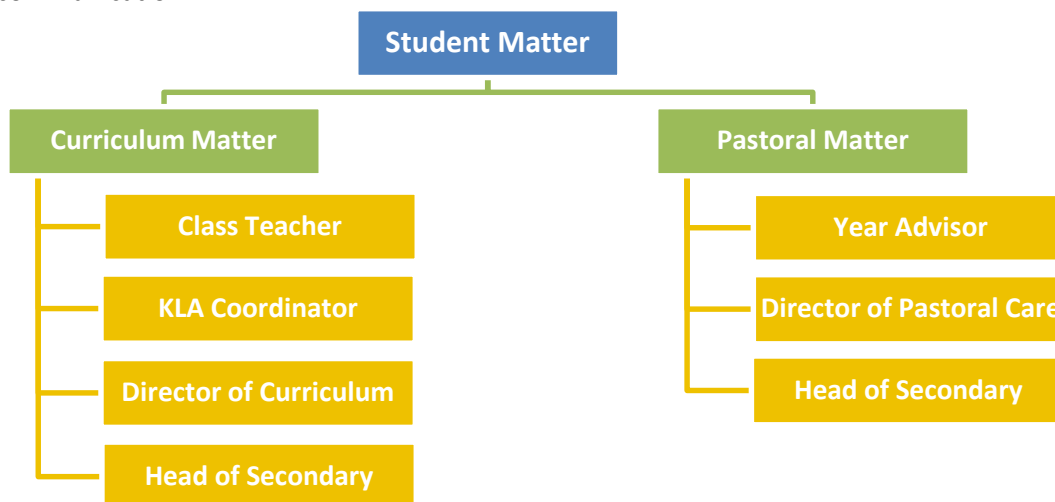 Student Matter
Curriculum Matter
Pastoral Matter
Class Teacher
KLA Coordinator
Director of Curriculum
Head of Secondary
Year Advisor
Director of Pastoral Care
Head of Secondary